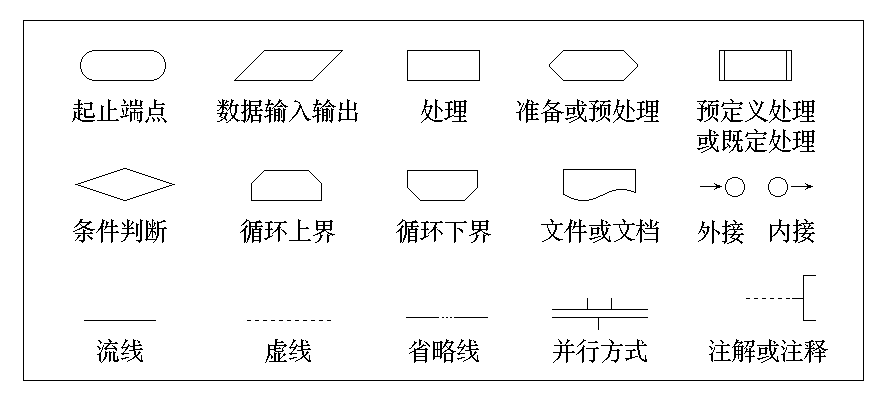 起止端点
数据输入输出
处理
准备或预处理
预定义处理
或既定处理
条件判断
循环上界
循环下界
文件或文档
外接
内接
流线
虚线
省略线
并行方式
注解或注释